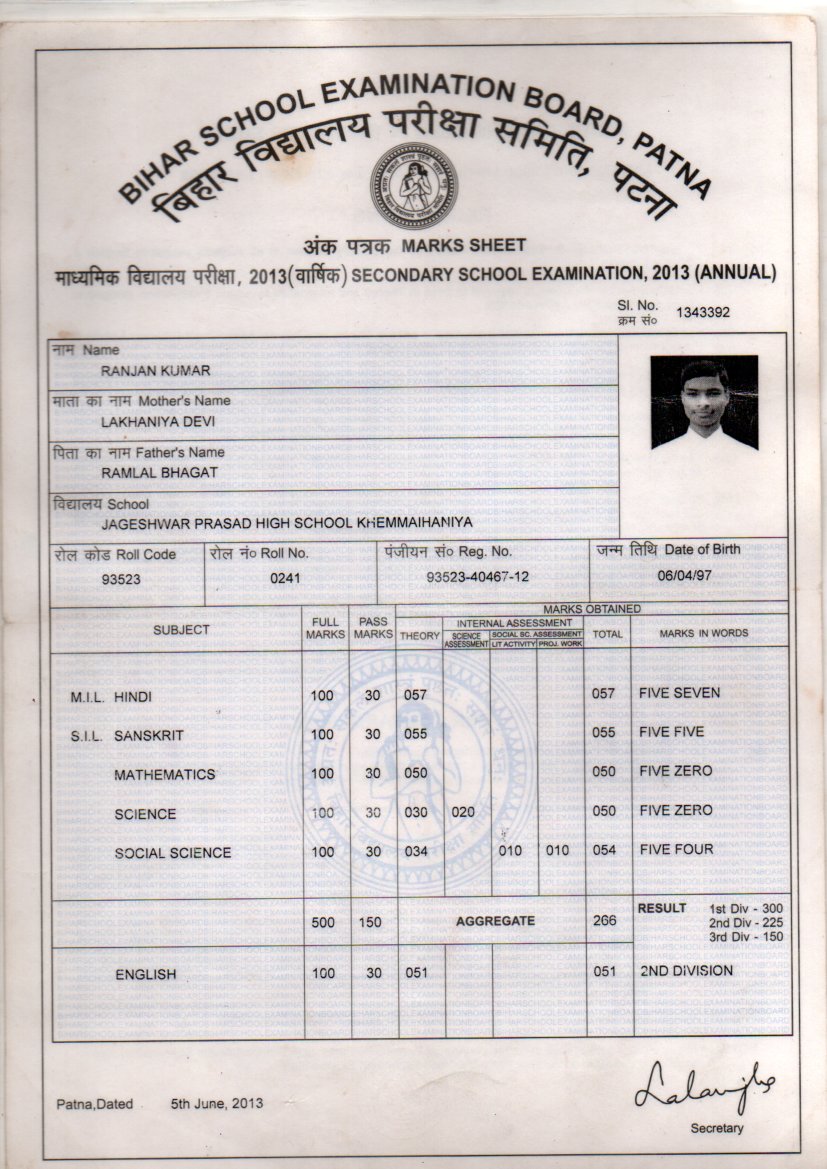 BIHAR SCHOOL EXAMINATION BOARD, PATNA
बिहार विद्यालय परीक्षा समिति, पटना
अंक पत्रक MARKS SHEET
माध्यमिक विद्यालय परीक्षा, 2013(वार्षिक) SECONDARY SCHOOL EXAMINATION, 2013 (ANNUAL)
Sl. No.
क्रम सं० 1343392
नाम Name
RANJAN KUMAR
माता का नाम Mother's Name
LAKHANIYA DEVI
पिता का नाम Father's Name
RAMLAL BHAGAT
विद्यालय School
JAGESHWAR PRASAD HIGH SCHOOL KHEMMAIHANIYA
रोल कोड Roll Code रोल नं० Roll No. पंजीयन सं० Reg. No. जन्म तिथि Date of Birth
93523 0241 93523-40467-12 06/04/97
MARKS OBTAINED
SUBJECT FULL MARKS PASS MARKS THEORY INTERNAL ASSESSMENT TOTAL MARKS IN WORDS
SCIENCE ASSESSMENT SOCIAL SC. ASSESSMENT
LIT ACTIVITY PROJ. WORK
M.I.L. HINDI 100 30 057 057 FIVE SEVEN
S.I.L. SANSKRIT 100 30 055 055 FIVE FIVE
MATHEMATICS 100 30 050 050 FIVE ZERO
SCIENCE 100 30 030 020 050 FIVE ZERO
SOCIAL SCIENCE 100 30 034 010 010 054 FIVE FOUR
500 150 AGGREGATE 266 RESULT 1st Div - 300
2nd Div - 225
3rd Div - 150
ENGLISH 100 30 051 051 2ND DIVISION
Patna,Dated 5th June, 2013
Secretary